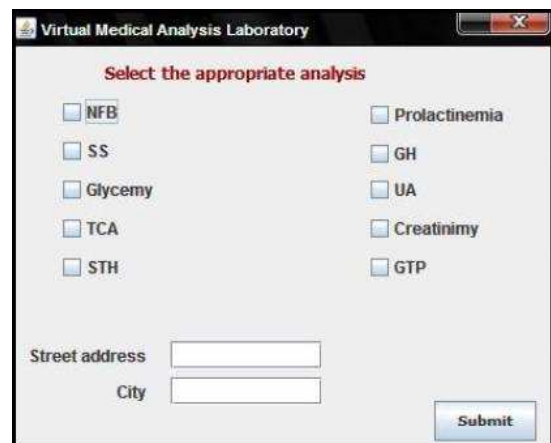 Virtual Medical Analysis Laboratory
Select the appropriate analysis
NFB
Prolactinemia
SS
GH
Glycemy
UA
TCA
Creatinimy
STH
GTP
Street address
City
Submit